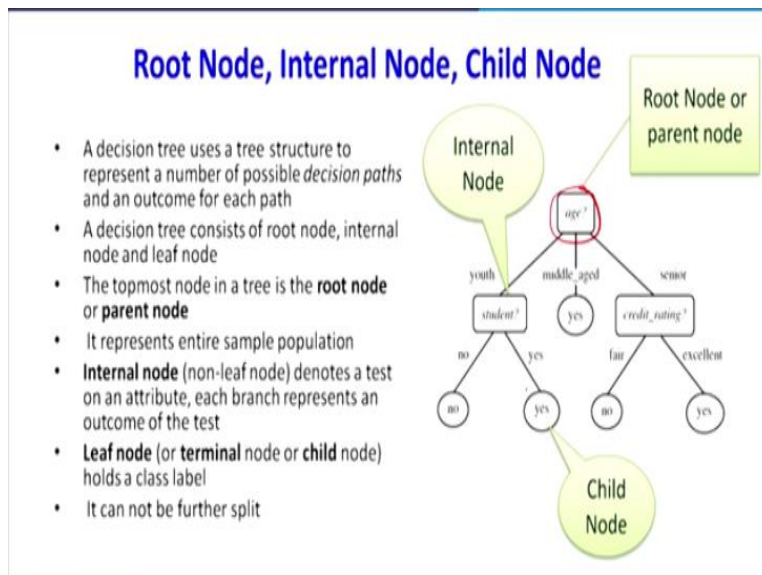 Root Node, Internal Node, Child Node
Root Node or
parent node
Internal
Node
• A decision tree uses a tree structure to
represent a number of possible decision paths
and an outcome for each path
• A decision tree consists of root node, internal
node and leaf node
• The topmost node in a tree is the root node
or parent node
• It represents entire sample population
• Internal node (non-leaf node) denotes a test
on an attribute, each branch represents an
outcome of the test
• Leaf node (or terminal node or child node)
holds a class label
• It can not be further split
age?
youth middle_aged senior
student? yes credit_rating?
no yes fair excellent
no yes no yes
Child
Node